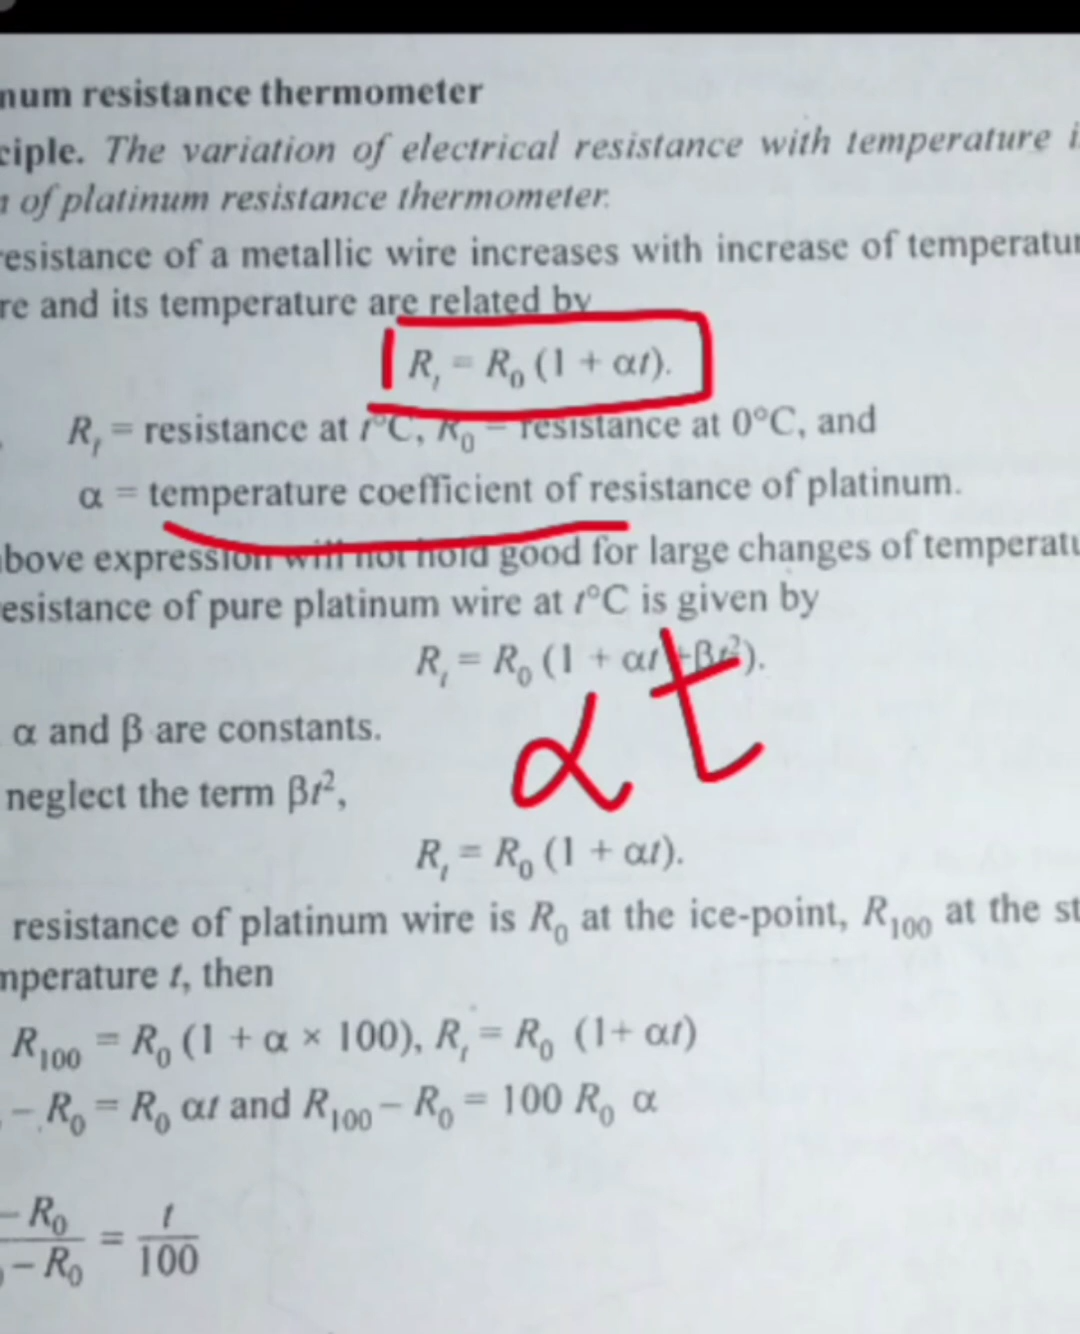 num resistance thermometer
ciple. The variation of electrical resistance with temperature i
n of platinum resistance thermometer.
resistance of a metallic wire increases with increase of temperatur
re and its temperature are related by
R_t = R_0 (1 + αt).
R_t = resistance at t°C, R_0 = resistance at 0°C, and
α = temperature coefficient of resistance of platinum.
above expression will not hold good for large changes of temperatu
resistance of pure platinum wire at t°C is given by
R_t = R_0 (1 + αt + βt²).
αt
α and β are constants.
neglect the term βt²,
R_t = R_0 (1 + αt).
resistance of platinum wire is R_0 at the ice-point, R_100 at the st
mperature t, then
R_100 = R_0 (1 + α × 100), R_t = R_0 (1+ αt)
– R_0 = R_0 αt and R_100 – R_0 = 100 R_0 α
– R_0 / – R_0 = t / 100